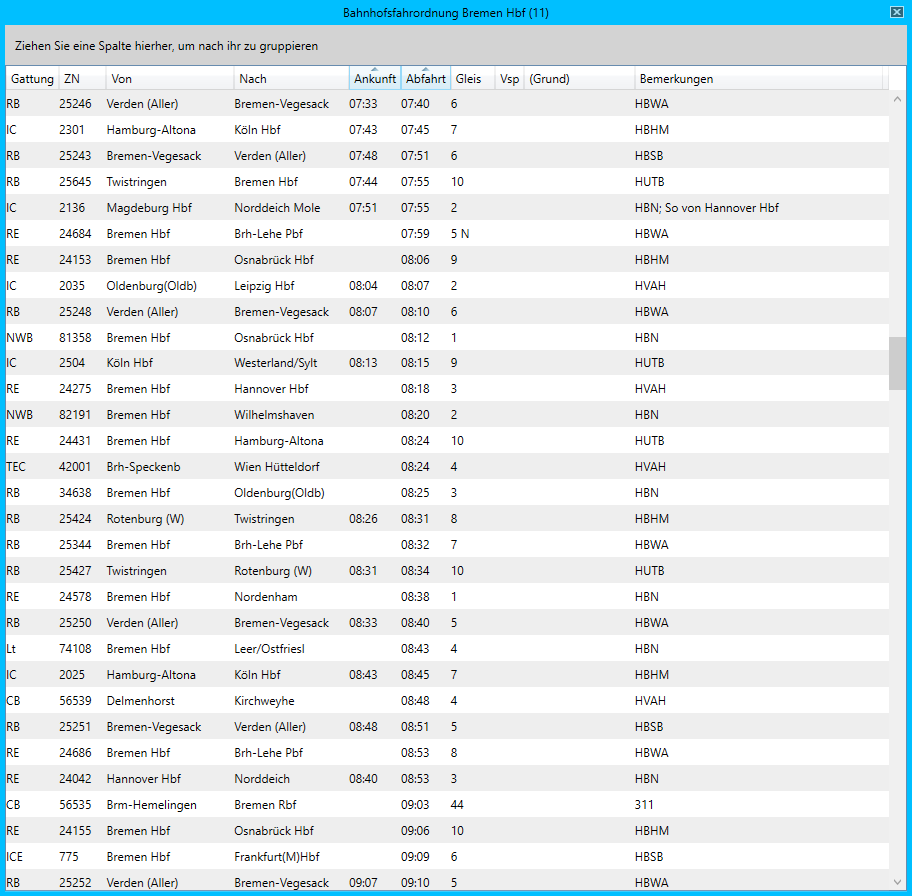 Bahnhofsfahrordnung Bremen Hbf (11)
Ziehen Sie eine Spalte hierher, um nach ihr zu gruppieren
Gattung ZN Von Nach Ankunft Abfahrt Gleis Vsp (Grund) Bemerkungen
RB 25246 Verden (Aller) Bremen-Vegesack 07:33 07:40 6 HBWA
IC 2301 Hamburg-Altona Köln Hbf 07:43 07:45 7 HBHM
RB 25243 Bremen-Vegesack Verden (Aller) 07:48 07:51 6 HBSB
RB 25645 Twistringen Bremen Hbf 07:44 07:55 10 HUTB
IC 2136 Magdeburg Hbf Norddeich Mole 07:51 07:55 2 HBN; So von Hannover Hbf
RE 24684 Bremen Hbf Brh-Lehe Pbf 07:59 5 N HBWA
RE 24153 Bremen Hbf Osnabrück Hbf 08:06 9 HBHM
IC 2035 Oldenburg(Oldb) Leipzig Hbf 08:04 08:07 2 HVAH
RB 25248 Verden (Aller) Bremen-Vegesack 08:07 08:10 6 HBWA
NWB 81358 Bremen Hbf Osnabrück Hbf 08:12 1 HBN
IC 2504 Köln Hbf Westerland/Sylt 08:13 08:15 9 HUTB
RE 24275 Bremen Hbf Hannover Hbf 08:18 3 HVAH
NWB 82191 Bremen Hbf Wilhelmshaven 08:20 2 HBN
RE 24431 Bremen Hbf Hamburg-Altona 08:24 10 HUTB
TEC 42001 Brh-Speckenb Wien Hütteldorf 08:24 4 HVAH
RB 34638 Bremen Hbf Oldenburg(Oldb) 08:25 3 HBN
RB 25424 Rotenburg (W) Twistringen 08:26 08:31 8 HBHM
RB 25344 Bremen Hbf Brh-Lehe Pbf 08:32 7 HBWA
RB 25427 Twistringen Rotenburg (W) 08:31 08:34 10 HUTB
RE 24578 Bremen Hbf Nordenham 08:38 1 HBN
RB 25250 Verden (Aller) Bremen-Vegesack 08:33 08:40 5 HBWA
Lt 74108 Bremen Hbf Leer/Ostfriesl 08:43 4 HBN
IC 2025 Hamburg-Altona Köln Hbf 08:43 08:45 7 HBHM
CB 56539 Delmenhorst Kirchweyhe 08:48 4 HVAH
RB 25251 Bremen-Vegesack Verden (Aller) 08:48 08:51 5 HBSB
RE 24686 Bremen Hbf Brh-Lehe Pbf 08:53 8 HBWA
RE 24042 Hannover Hbf Norddeich 08:40 08:53 3 HBN
CB 56535 Brm-Hemelingen Bremen Rbf 09:03 44 311
RE 24155 Bremen Hbf Osnabrück Hbf 09:06 10 HBHM
ICE 775 Bremen Hbf Frankfurt(M)Hbf 09:09 6 HBSB
RB 25252 Verden (Aller) Bremen-Vegesack 09:07 09:10 5 HBWA